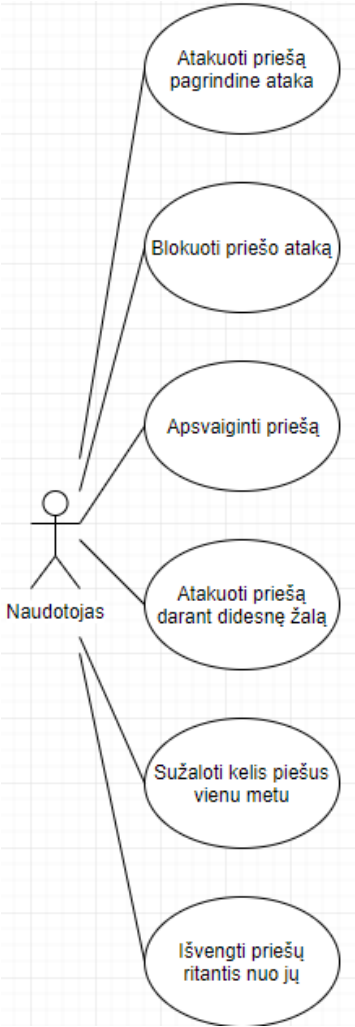 Atakuoti priešą
pagrindine ataka
Blokuoti priešo ataką
Apsvaiginti priešą
Atakuoti priešą
darant didesnę žalą
Naudotojas
Sužaloti kelis piešus
vienu metu
Išvengti priešų
ritantis nuo jų